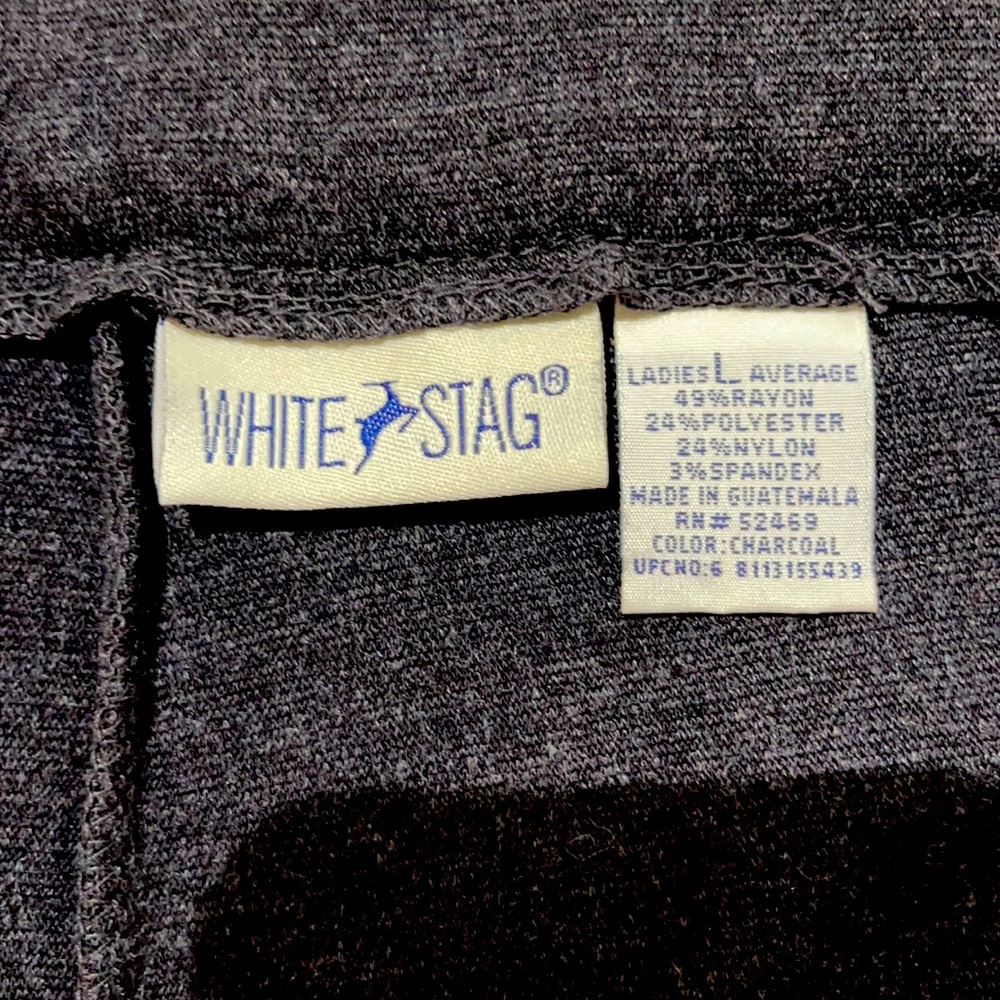 WHITE STAG®
LADIES L AVERAGE
49%RAYON
24%POLYESTER
24%NYLON
3%SPANDEX
MADE IN GUATEMALA
RN# 52469
COLOR:CHARCOAL
UPCNO:6 8113155439